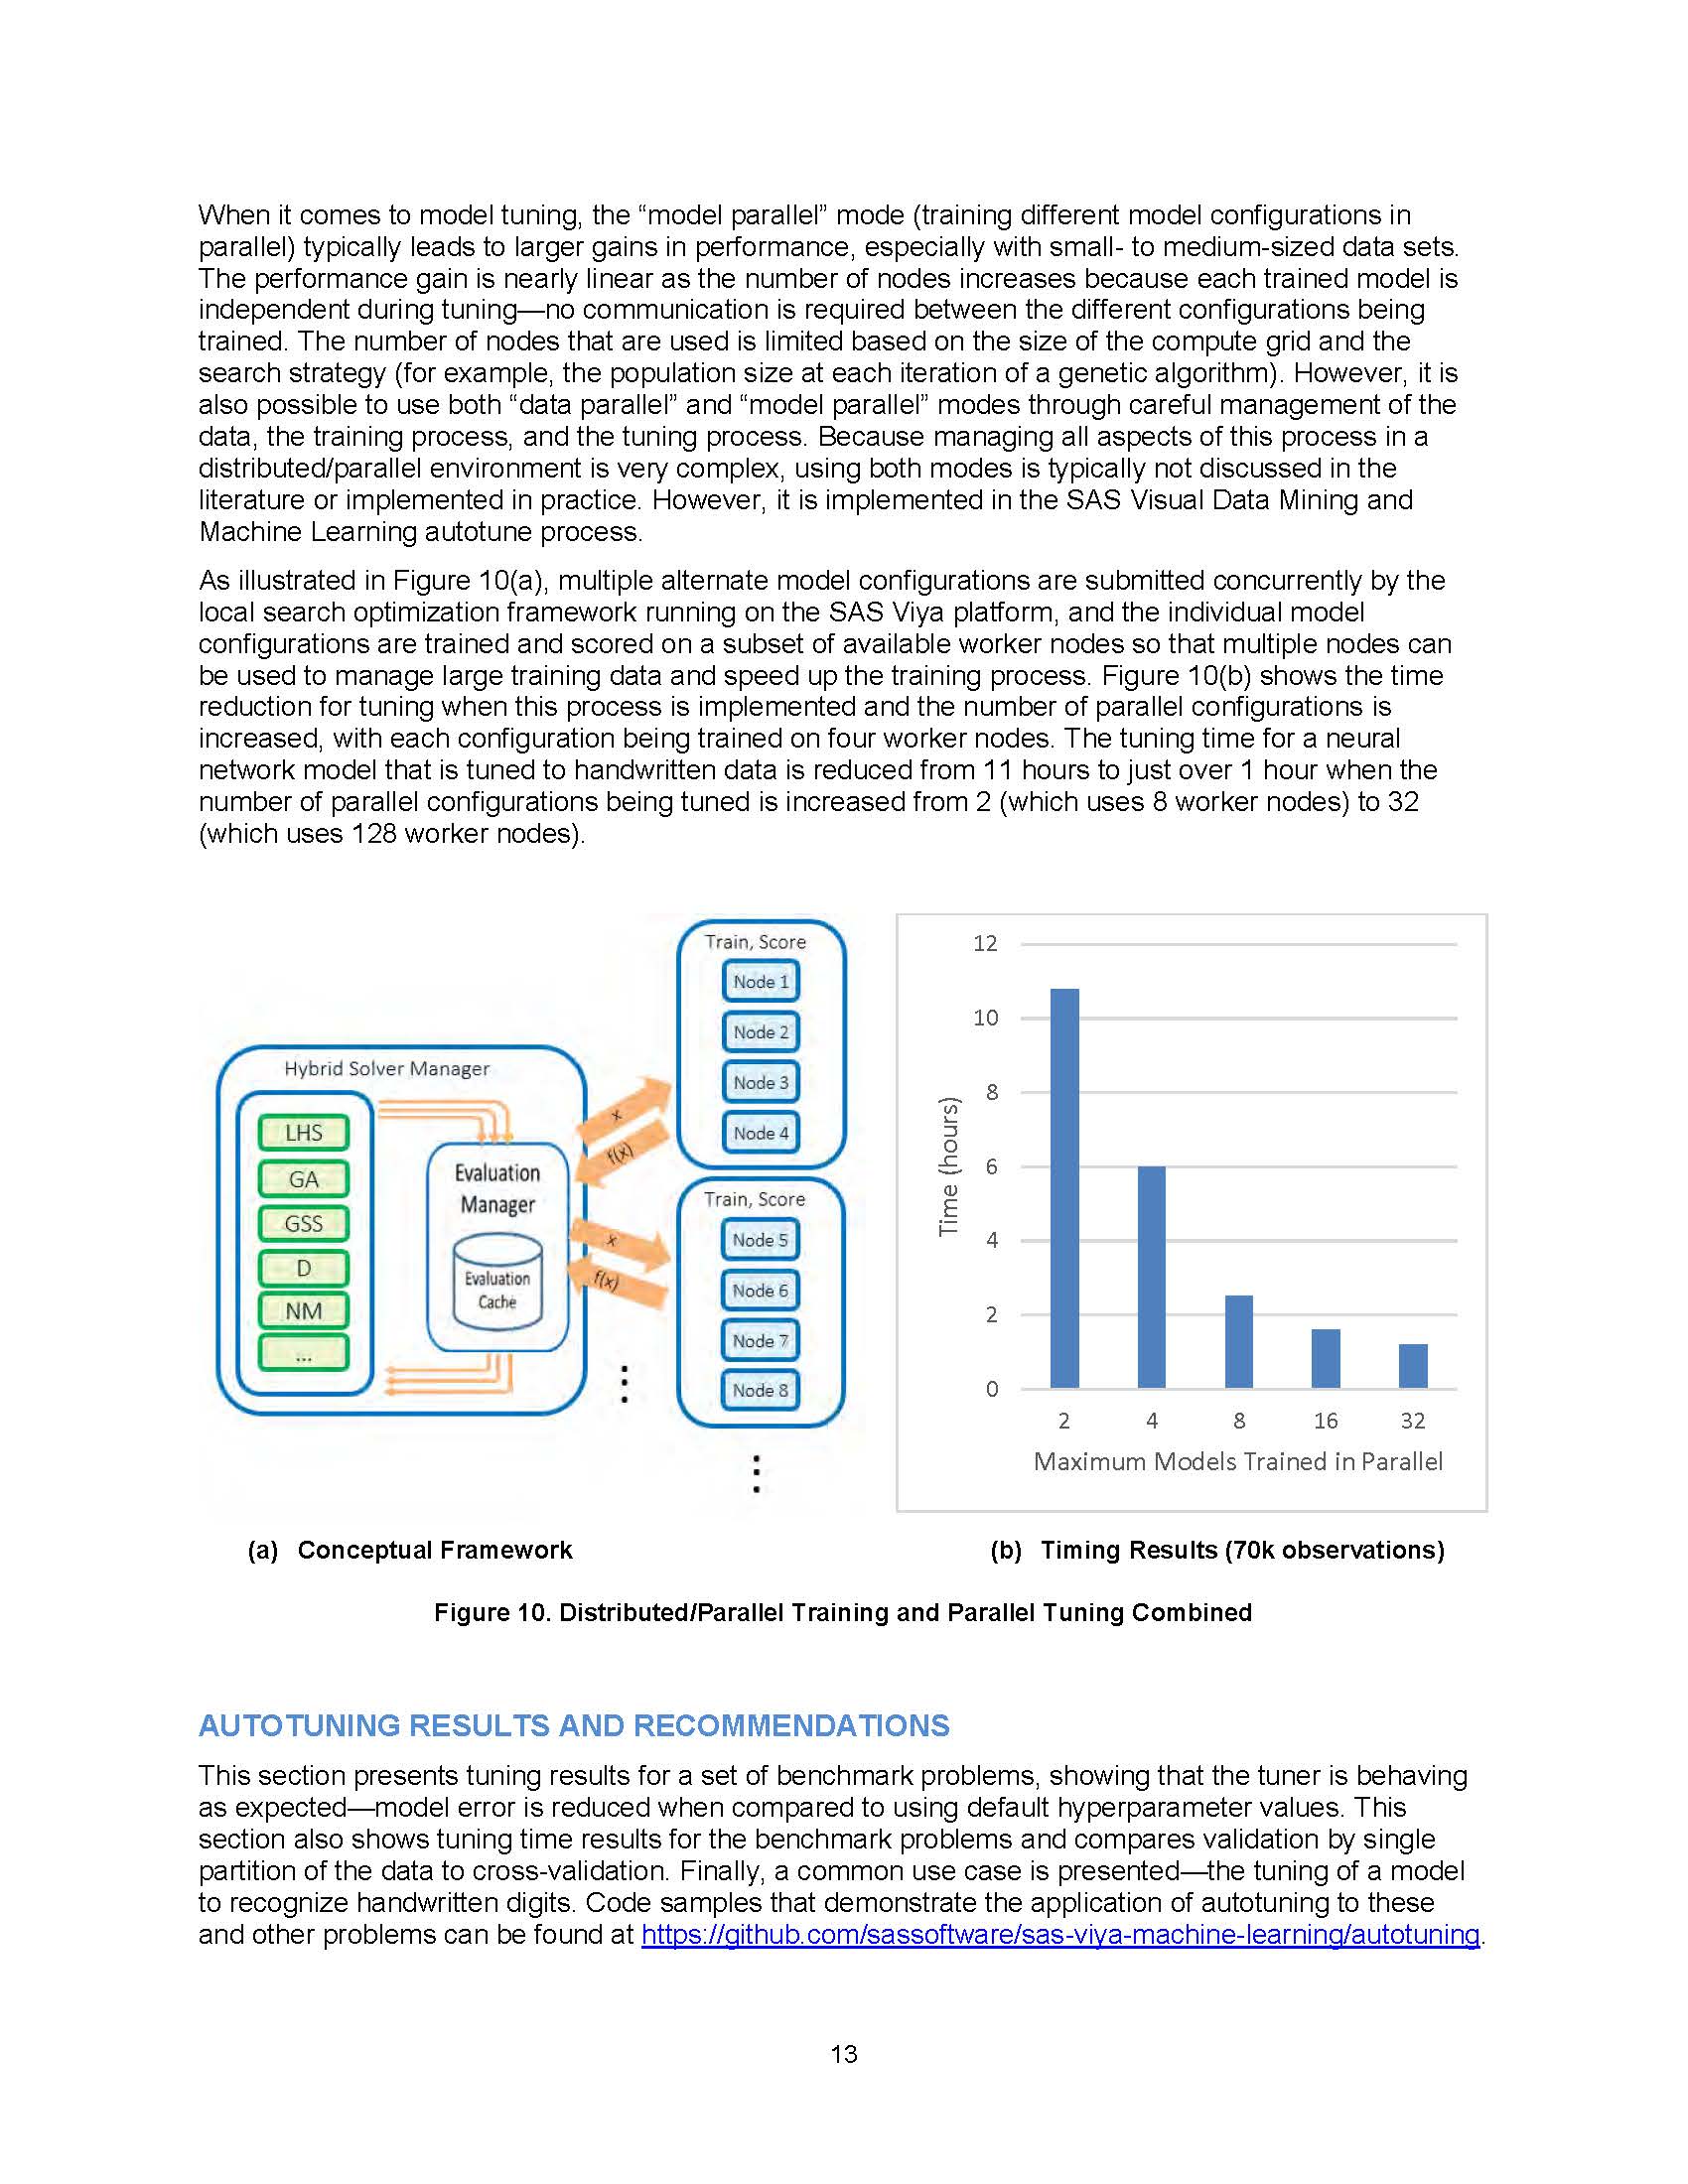 When it comes to model tuning, the “model parallel” mode (training different model configurations in
parallel) typically leads to larger gains in performance, especially with small- to medium-sized data sets.
The performance gain is nearly linear as the number of nodes increases because each trained model is
independent during tuning—no communication is required between the different configurations being
trained. The number of nodes that are used is limited based on the size of the compute grid and the
search strategy (for example, the population size at each iteration of a genetic algorithm). However, it is
also possible to use both “data parallel” and “model parallel” modes through careful management of the
data, the training process, and the tuning process. Because managing all aspects of this process in a
distributed/parallel environment is very complex, using both modes is typically not discussed in the
literature or implemented in practice. However, it is implemented in the SAS Visual Data Mining and
Machine Learning autotune process.
As illustrated in Figure 10(a), multiple alternate model configurations are submitted concurrently by the
local search optimization framework running on the SAS Viya platform, and the individual model
configurations are trained and scored on a subset of available worker nodes so that multiple nodes can
be used to manage large training data and speed up the training process. Figure 10(b) shows the time
reduction for tuning when this process is implemented and the number of parallel configurations is
increased, with each configuration being trained on four worker nodes. The tuning time for a neural
network model that is tuned to handwritten data is reduced from 11 hours to just over 1 hour when the
number of parallel configurations being tuned is increased from 2 (which uses 8 worker nodes) to 32
(which uses 128 worker nodes).
Hybrid Solver Manager
LHS
GA
GSS
D
NM
...
Evaluation
Manager
Evaluation
Cache
x
f(x)
x
f(x)
Train, Score
Node 1
Node 2
Node 3
Node 4
Train, Score
Node 5
Node 6
Node 7
Node 8
Time (hours)
12
10
8
6
4
2
0
2 4 8 16 32
Maximum Models Trained in Parallel
(a) Conceptual Framework
(b) Timing Results (70k observations)
Figure 10. Distributed/Parallel Training and Parallel Tuning Combined
AUTOTUNING RESULTS AND RECOMMENDATIONS
This section presents tuning results for a set of benchmark problems, showing that the tuner is behaving
as expected—model error is reduced when compared to using default hyperparameter values. This
section also shows tuning time results for the benchmark problems and compares validation by single
partition of the data to cross-validation. Finally, a common use case is presented—the tuning of a model
to recognize handwritten digits. Code samples that demonstrate the application of autotuning to these
and other problems can be found at https://github.com/sassoftware/sas-viya-machine-learning/autotuning.
13